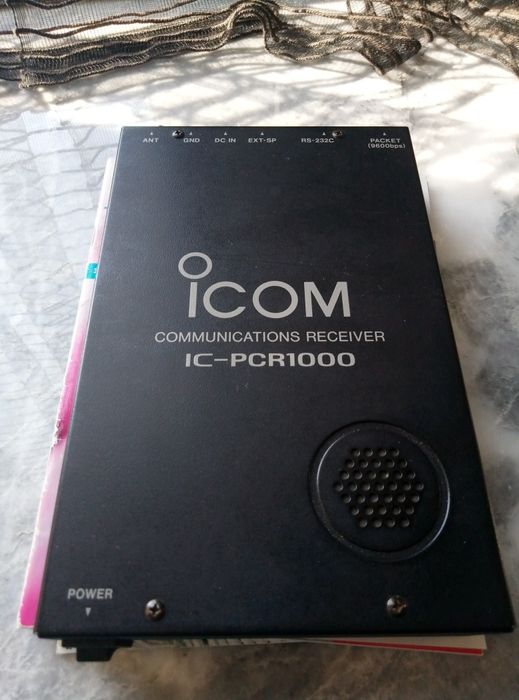 ANT GND DC IN EXT-SP RS-232C PACKET
(9600bps)
ICOM
COMMUNICATIONS RECEIVER
IC-PCR1000
POWER